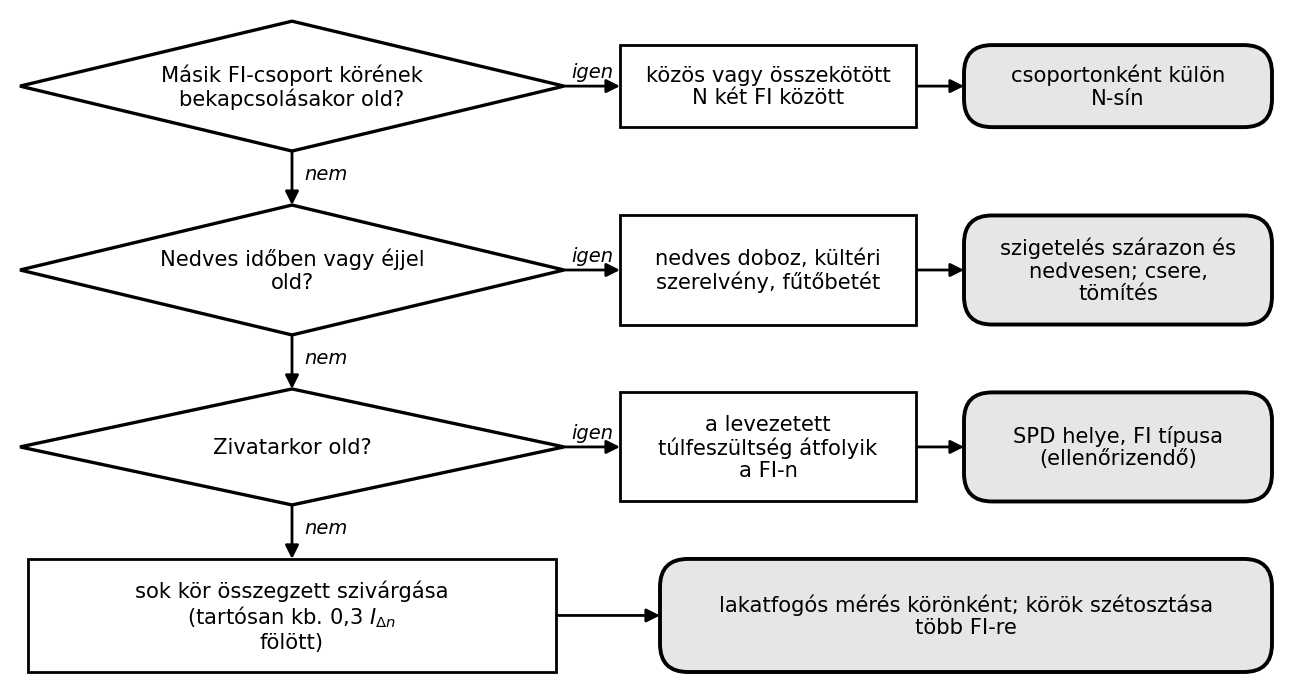 Másik FI-csoport körének
bekapcsolásakor old?
igen
közös vagy összekötött
N két FI között
csoportonként külön
N-sín
nem
Nedves időben vagy éjjel
old?
igen
nedves doboz, kültéri
szerelvény, fűtőbetét
szigetelés szárazon és
nedvesen; csere,
tömítés
nem
Zivatarkor old?
igen
a levezetett
túlfeszültség átfolyik
a FI-n
SPD helye, FI típusa
(ellenőrizendő)
nem
sok kör összegzett szivárgása
(tartósan kb. 0,3 IΔn
fölött)
lakatfogós mérés körönként; körök szétosztása
több FI-re